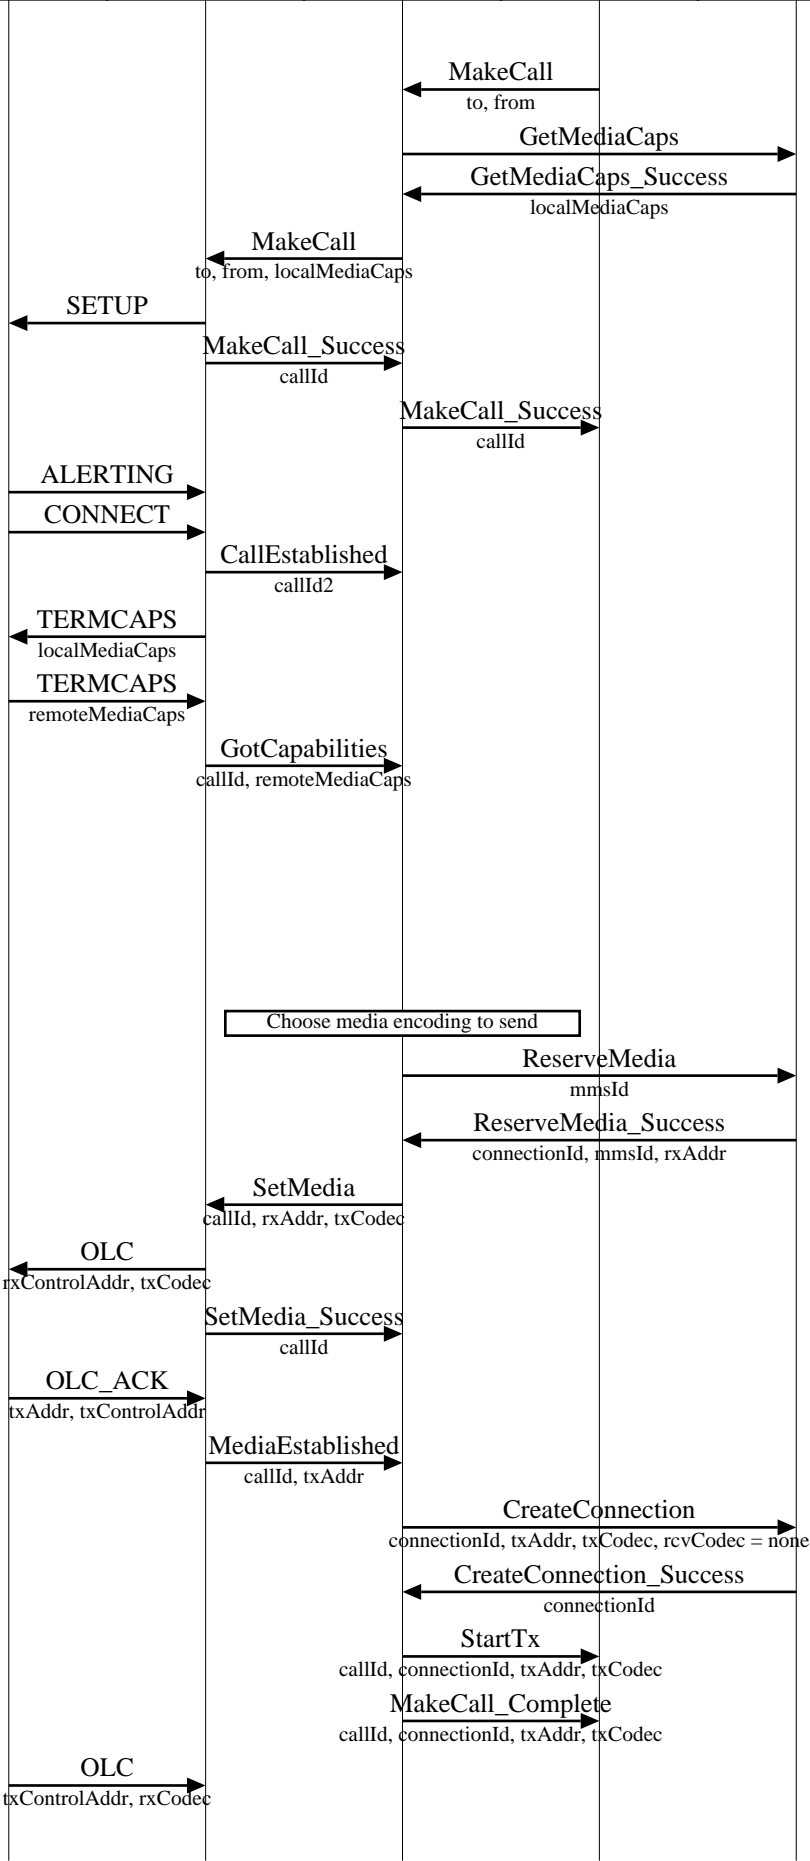 MakeCall
to, from
GetMediaCaps
GetMediaCaps_Success
localMediaCaps
MakeCall
to, from, localMediaCaps
SETUP
MakeCall_Success
callId
MakeCall_Success
callId
ALERTING
CONNECT
CallEstablished
callId2
TERMCAPS
localMediaCaps
TERMCAPS
remoteMediaCaps
GotCapabilities
callId, remoteMediaCaps
Choose media encoding to send
ReserveMedia
mmsId
ReserveMedia_Success
connectionId, mmsId, rxAddr
SetMedia
callId, rxAddr, txCodec
OLC
rxControlAddr, txCodec
SetMedia_Success
callId
OLC_ACK
txAddr, txControlAddr
MediaEstablished
callId, txAddr
CreateConnection
connectionId, txAddr, txCodec, rcvCodec = none
CreateConnection_Success
connectionId
StartTx
callId, connectionId, txAddr, txCodec
MakeCall_Complete
callId, connectionId, txAddr, txCodec
OLC
txControlAddr, rxCodec